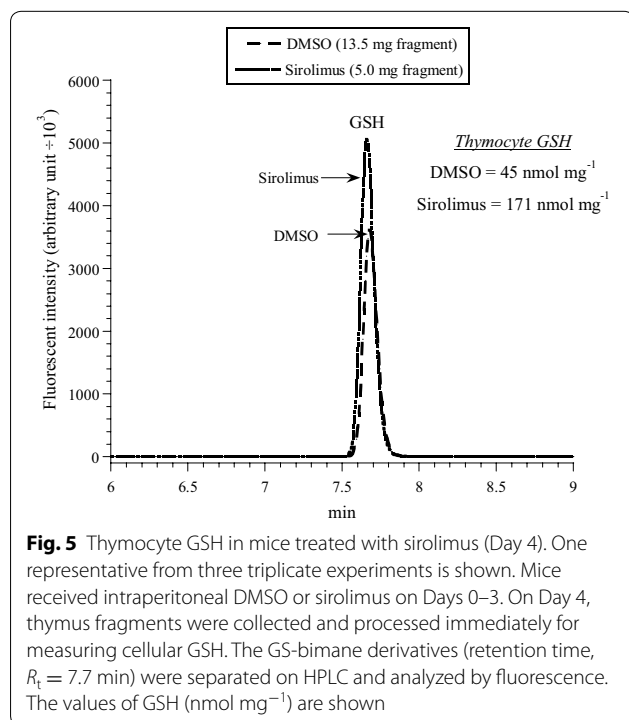 DMSO (13.5 mg fragment)
Sirolimus (5.0 mg fragment)
6000
5000
4000
3000
2000
1000
0
Fluorescent intensity (arbitrary unit ÷10³)
GSH
Sirolimus
DMSO
Thymocyte GSH
DMSO = 45 nmol mg⁻¹
Sirolimus = 171 nmol mg⁻¹
6 6.5 7 7.5 8 8.5 9
min
Fig. 5 Thymocyte GSH in mice treated with sirolimus (Day 4). One
representative from three triplicate experiments is shown. Mice
received intraperitoneal DMSO or sirolimus on Days 0–3. On Day 4,
thymus fragments were collected and processed immediately for
measuring cellular GSH. The GS-bimane derivatives (retention time,
Rt = 7.7 min) were separated on HPLC and analyzed by fluorescence.
The values of GSH (nmol mg⁻¹) are shown